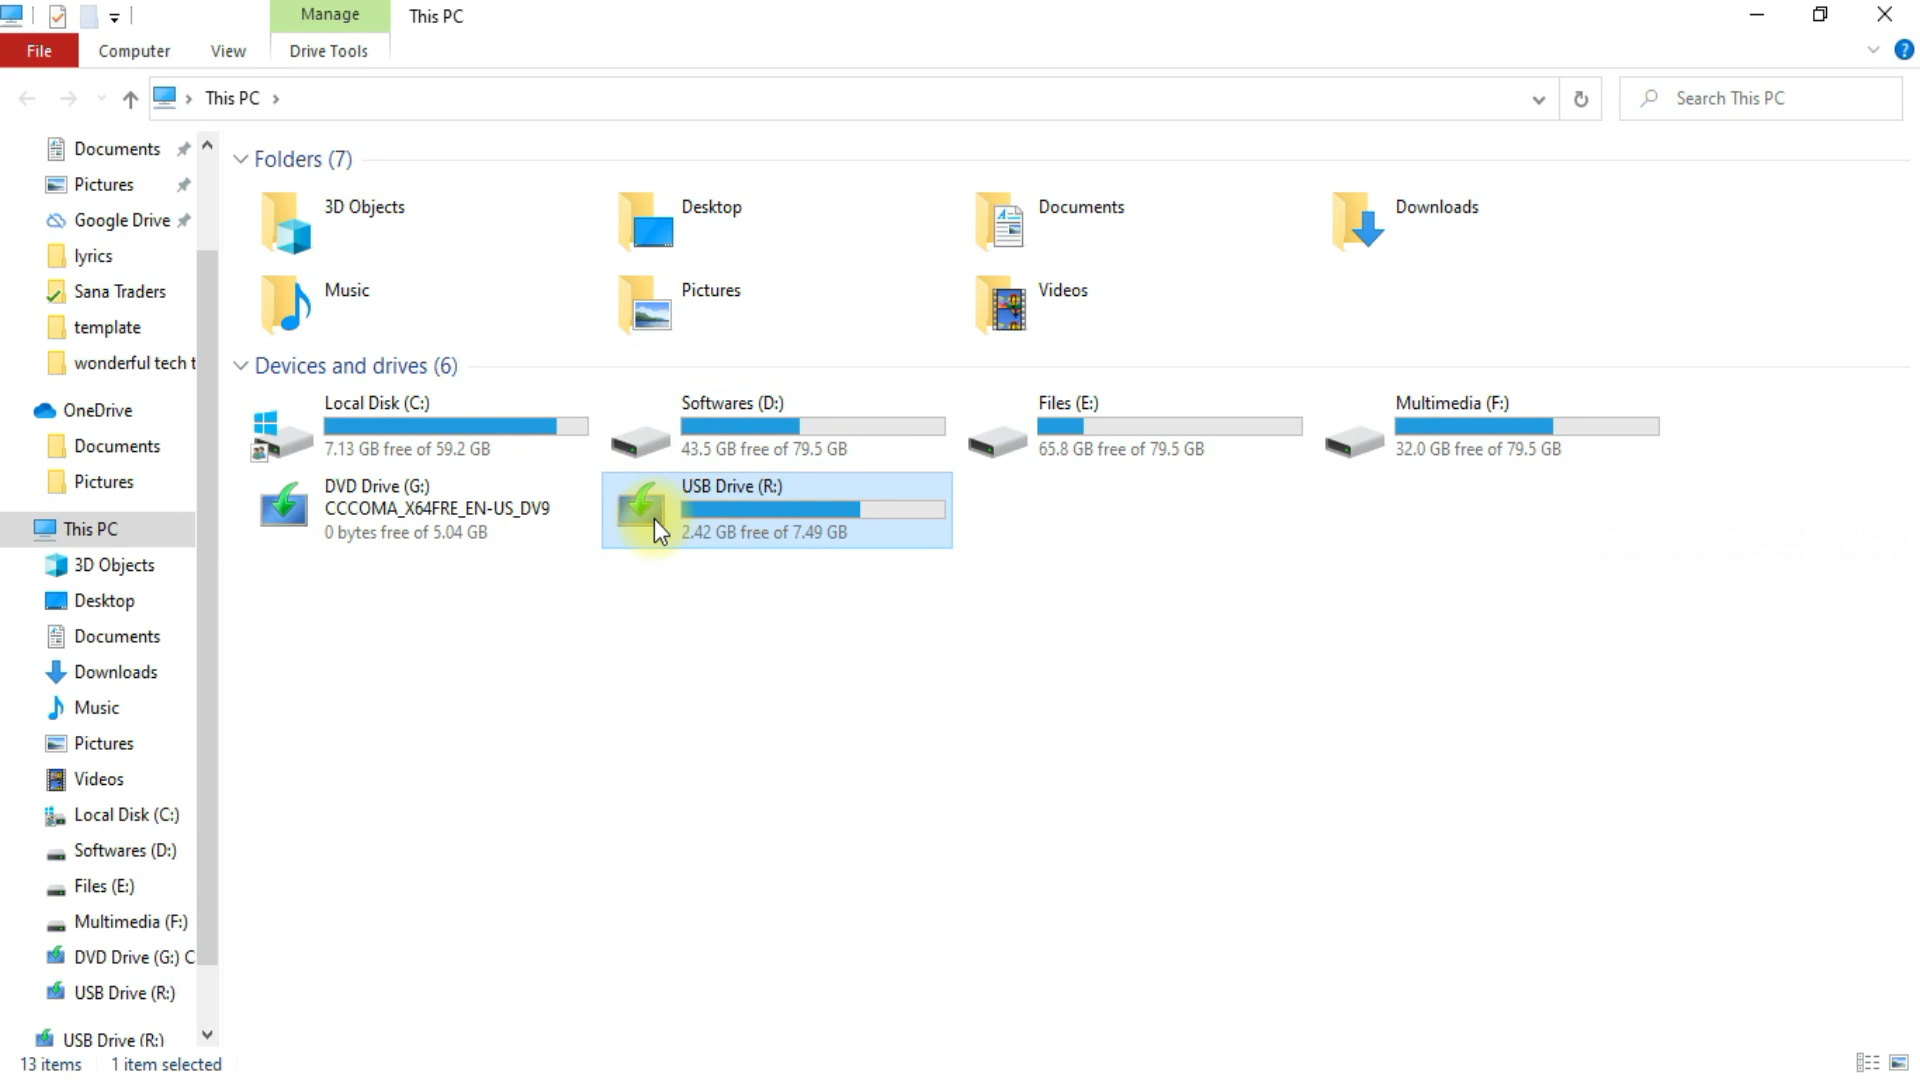 Manage
This PC
File
Computer
View
Drive Tools
This PC
Search This PC
Documents
Pictures
Google Drive
lyrics
Sana Traders
template
wonderful tech t
OneDrive
Documents
Pictures
This PC
3D Objects
Desktop
Documents
Downloads
Music
Pictures
Videos
Local Disk (C:)
Softwares (D:)
Files (E:)
Multimedia (F:)
DVD Drive (G:) C
USB Drive (R:)
USB Drive (R:)
Folders (7)
3D Objects
Desktop
Documents
Downloads
Music
Pictures
Videos
Devices and drives (6)
Local Disk (C:)
7.13 GB free of 59.2 GB
Softwares (D:)
43.5 GB free of 79.5 GB
Files (E:)
65.8 GB free of 79.5 GB
Multimedia (F:)
32.0 GB free of 79.5 GB
DVD Drive (G:)
CCCOMA_X64FRE_EN-US_DV9
0 bytes free of 5.04 GB
USB Drive (R:)
2.42 GB free of 7.49 GB
13 items
1 item selected